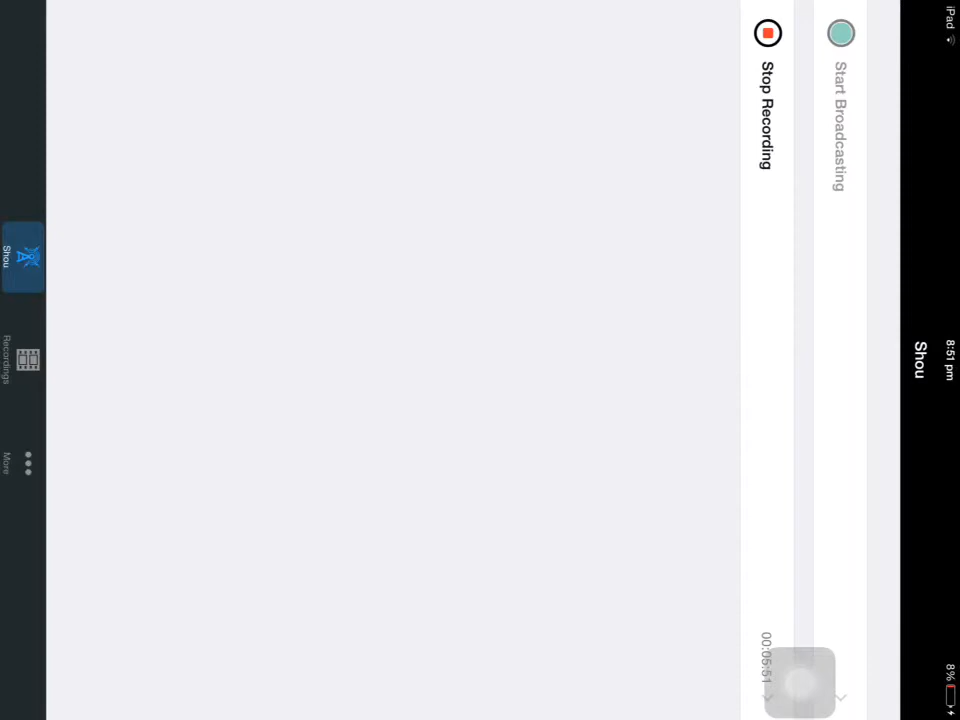 iPad
8:51 pm
8%
Shou
Start Broadcasting
Stop Recording
00:05:51
Shou
Recordings
More